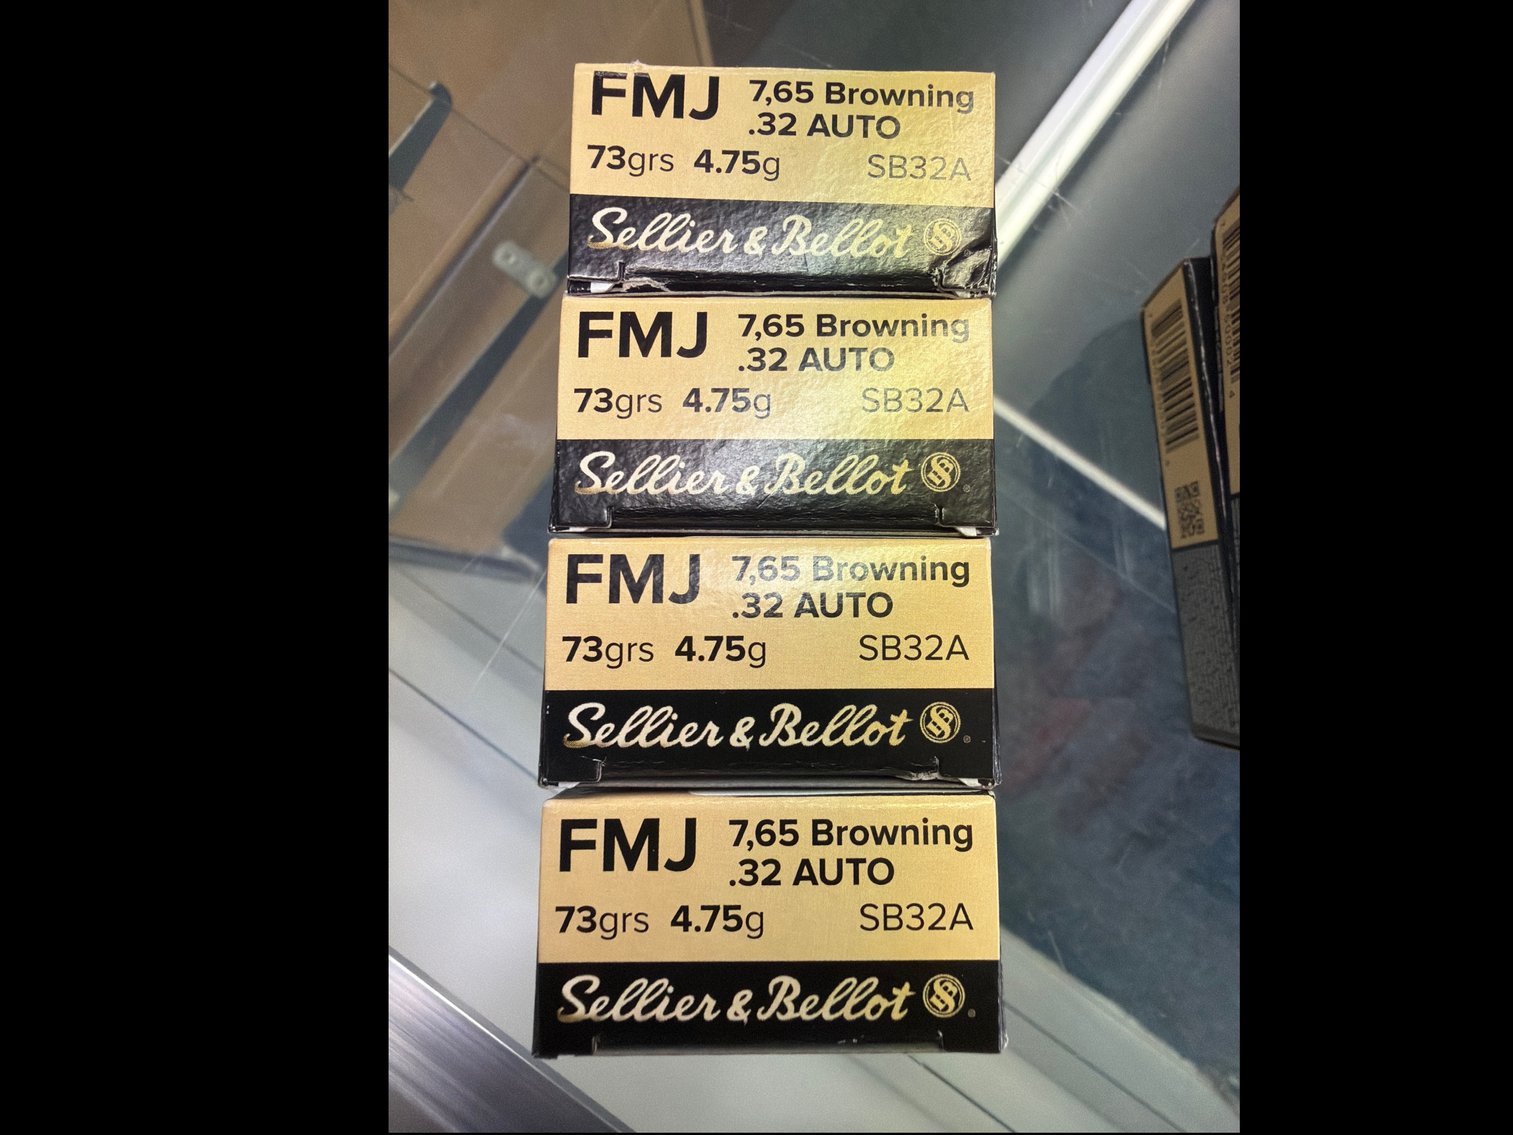 FMJ 7,65 Browning
.32 AUTO
73grs 4.75g SB32A
Sellier & Bellot
FMJ 7,65 Browning
.32 AUTO
73grs 4.75g SB32A
Sellier & Bellot
FMJ 7,65 Browning
.32 AUTO
73grs 4.75g SB32A
Sellier & Bellot
FMJ 7,65 Browning
.32 AUTO
73grs 4.75g SB32A
Sellier & Bellot